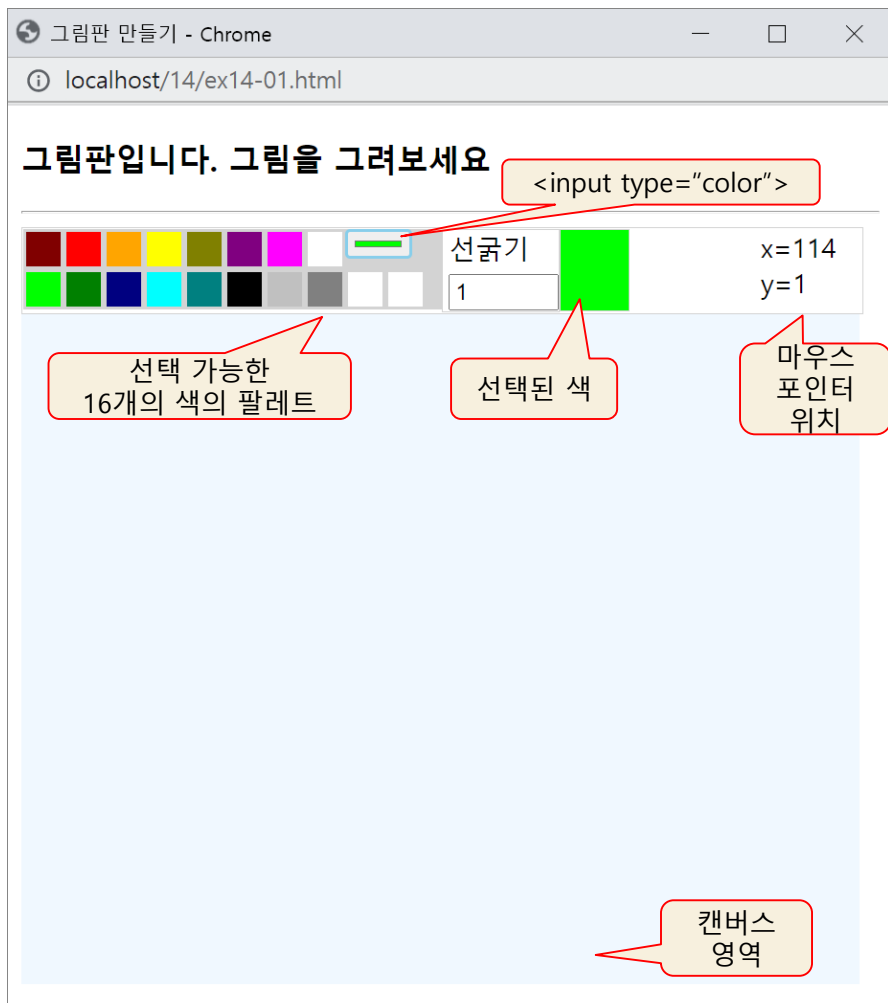 그림판 만들기 - Chrome
localhost/14/ex14-01.html
그림판입니다. 그림을 그려보세요
<input type="color">
선굵기
1
x=114
y=1
선택 가능한
16개의 색의 팔레트
선택된 색
마우스
포인터
위치
캔버스
영역